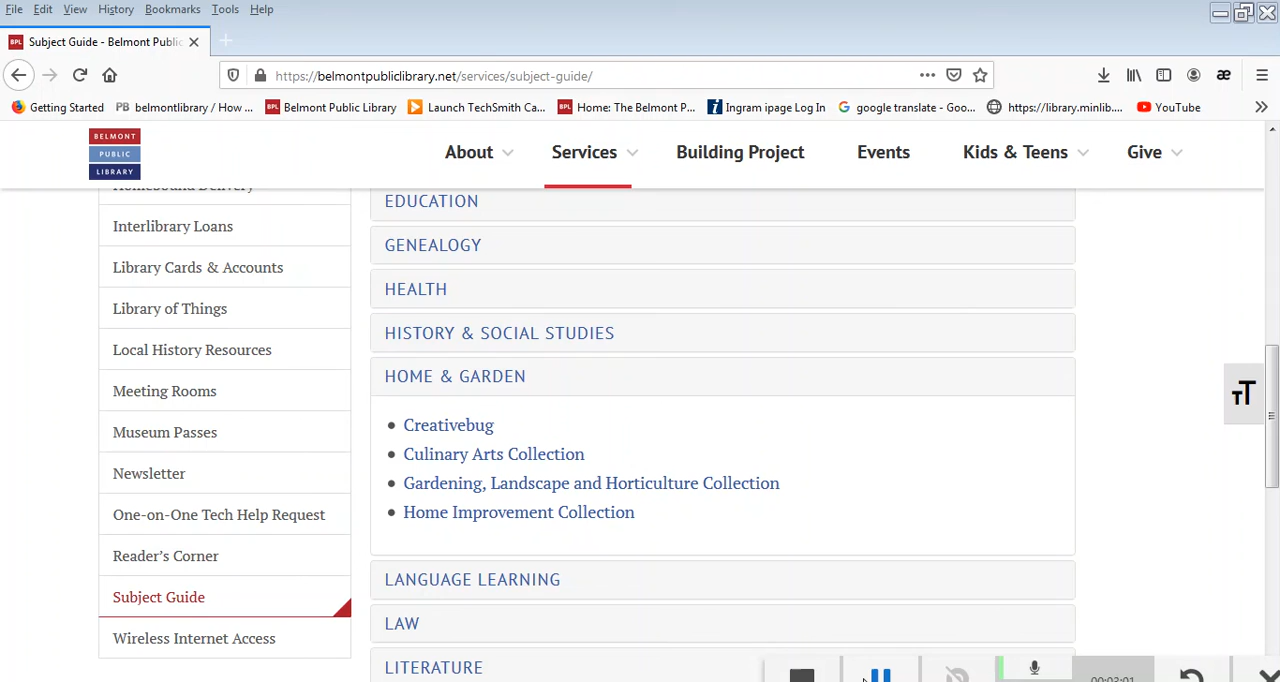 File Edit View History Bookmarks Tools Help
BPL Subject Guide - Belmont Public
https://belmontpubliclibrary.net/services/subject-guide/
Getting Started PB belmontlibrary / How ... BPL Belmont Public Library Launch TechSmith Ca... BPL Home: The Belmont P... Ingram ipage Log In google translate - Goo... https://library.minlib.... YouTube
BELMONT
PUBLIC
LIBRARY
About Services Building Project Events Kids & Teens Give
Homebound Delivery
Interlibrary Loans
Library Cards & Accounts
Library of Things
Local History Resources
Meeting Rooms
Museum Passes
Newsletter
One-on-One Tech Help Request
Reader’s Corner
Subject Guide
Wireless Internet Access
EDUCATION
GENEALOGY
HEALTH
HISTORY & SOCIAL STUDIES
HOME & GARDEN
Creativebug
Culinary Arts Collection
Gardening, Landscape and Horticulture Collection
Home Improvement Collection
LANGUAGE LEARNING
LAW
LITERATURE
TT
00:03:01